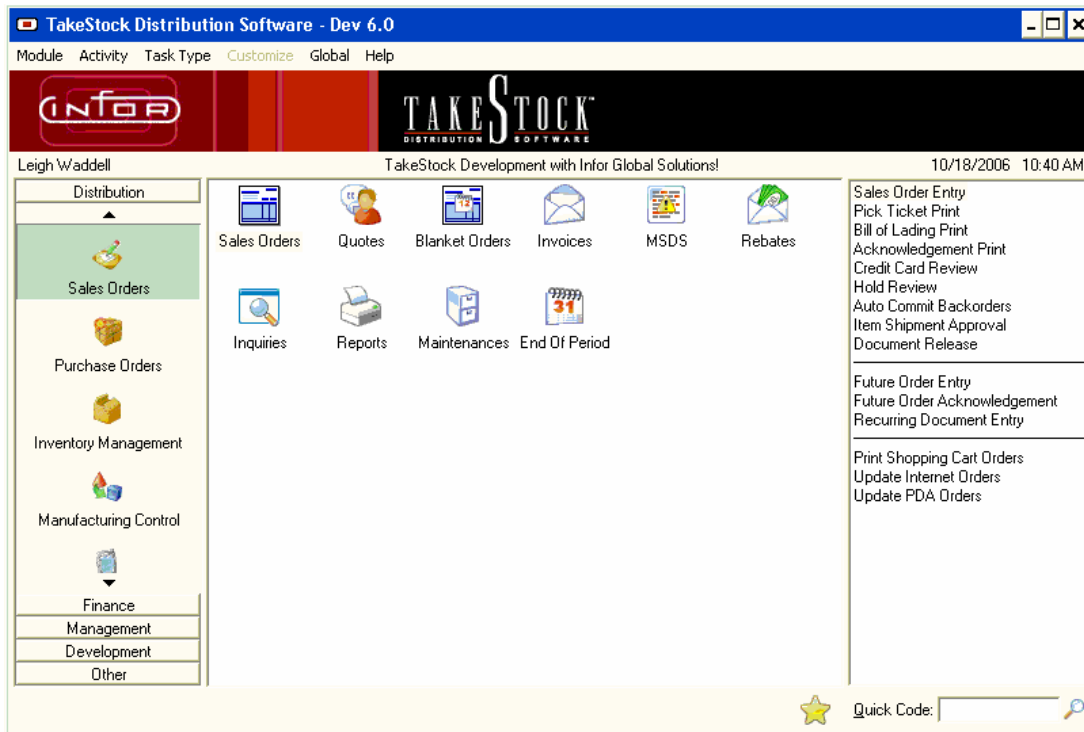 TakeStock Distribution Software - Dev 6.0
Module Activity Task Type Customize Global Help
INFOR
TAKESTOCK™
DISTRIBUTION SOFTWARE
Leigh Waddell TakeStock Development with Infor Global Solutions! 10/18/2006 10:40 AM
Distribution
Sales Orders
Purchase Orders
Inventory Management
Manufacturing Control
Finance
Management
Development
Other
12
Sales Orders Quotes Blanket Orders Invoices MSDS Rebates
31
Inquiries Reports Maintenances End Of Period
Sales Order Entry
Pick Ticket Print
Bill of Lading Print
Acknowledgement Print
Credit Card Review
Hold Review
Auto Commit Backorders
Item Shipment Approval
Document Release
Future Order Entry
Future Order Acknowledgement
Recurring Document Entry
Print Shopping Cart Orders
Update Internet Orders
Update PDA Orders
Quick Code: